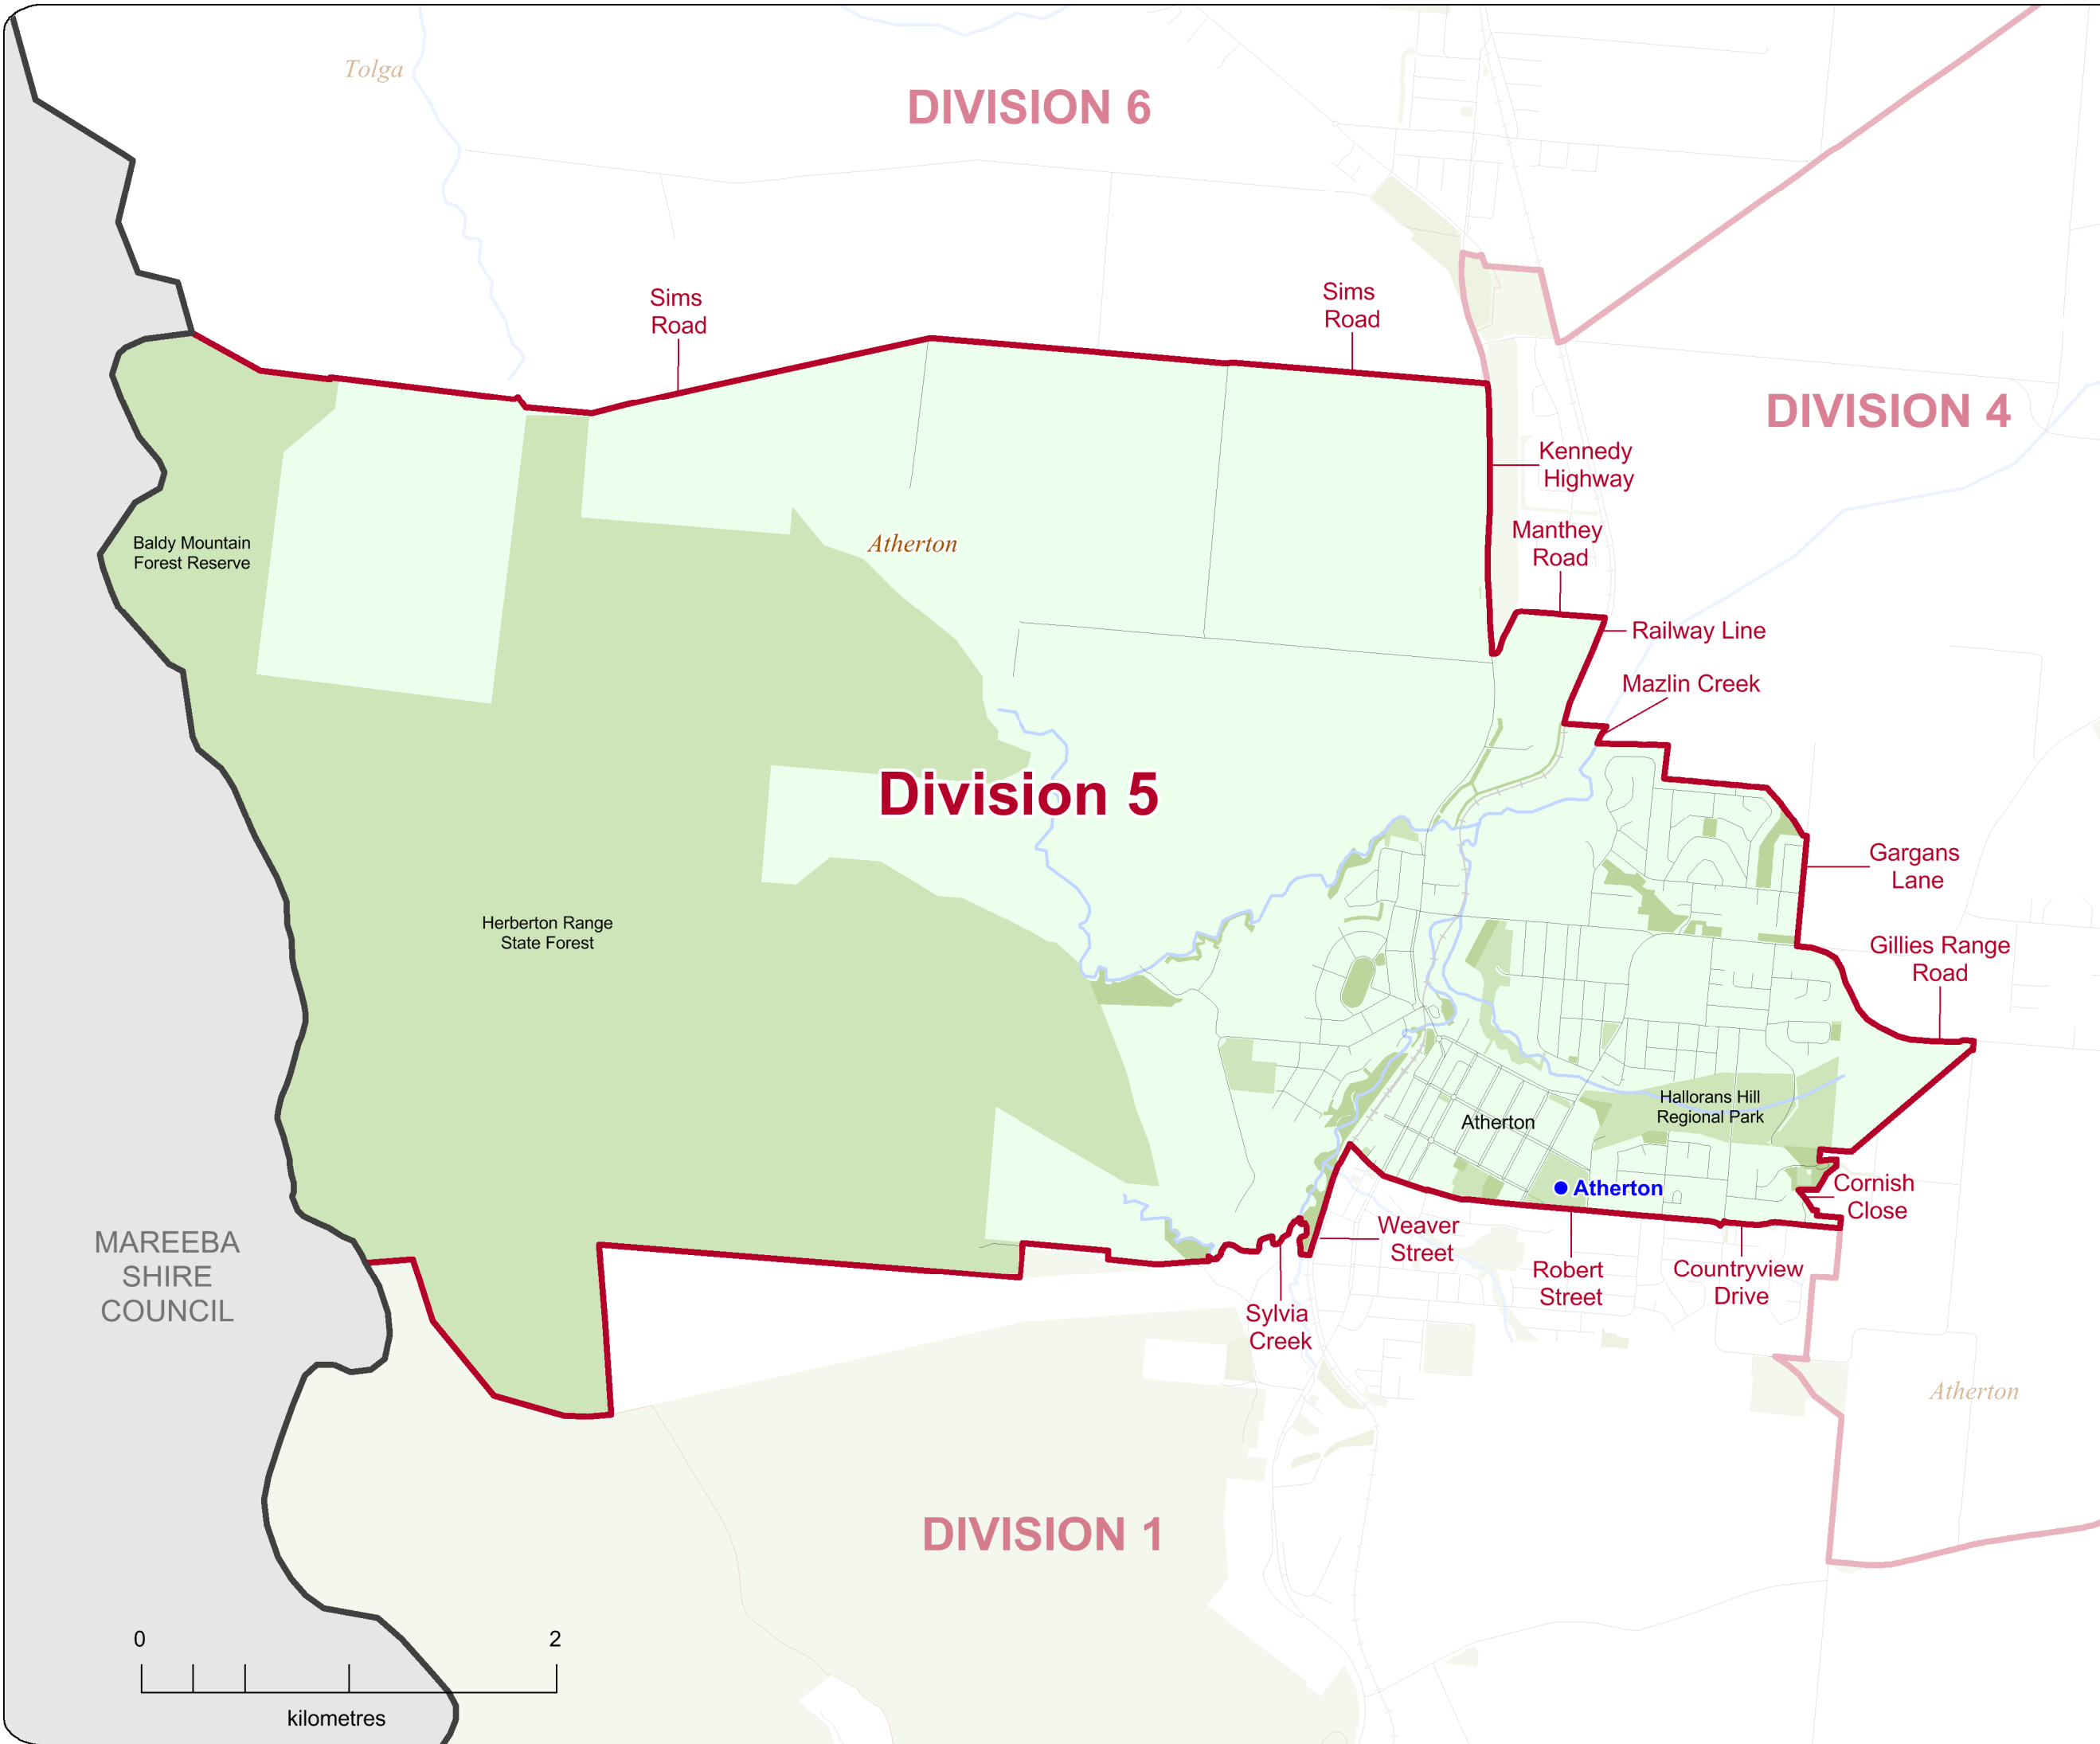 Tolga
DIVISION 6
Sims
Road
Sims
Road
DIVISION 4
Kennedy
Highway
Manthey
Road
Baldy Mountain
Forest Reserve
Atherton
Railway Line
Mazlin Creek
Division 5
Gargans
Lane
Herberton Range
State Forest
Gillies Range
Road
Hallorans Hill
Regional Park
Atherton
Atherton
Cornish
Close
Weaver
Street
MAREEBA
SHIRE
COUNCIL
Robert
Street
Countryview
Drive
Sylvia
Creek
Atherton
DIVISION 1
0
2
kilometres